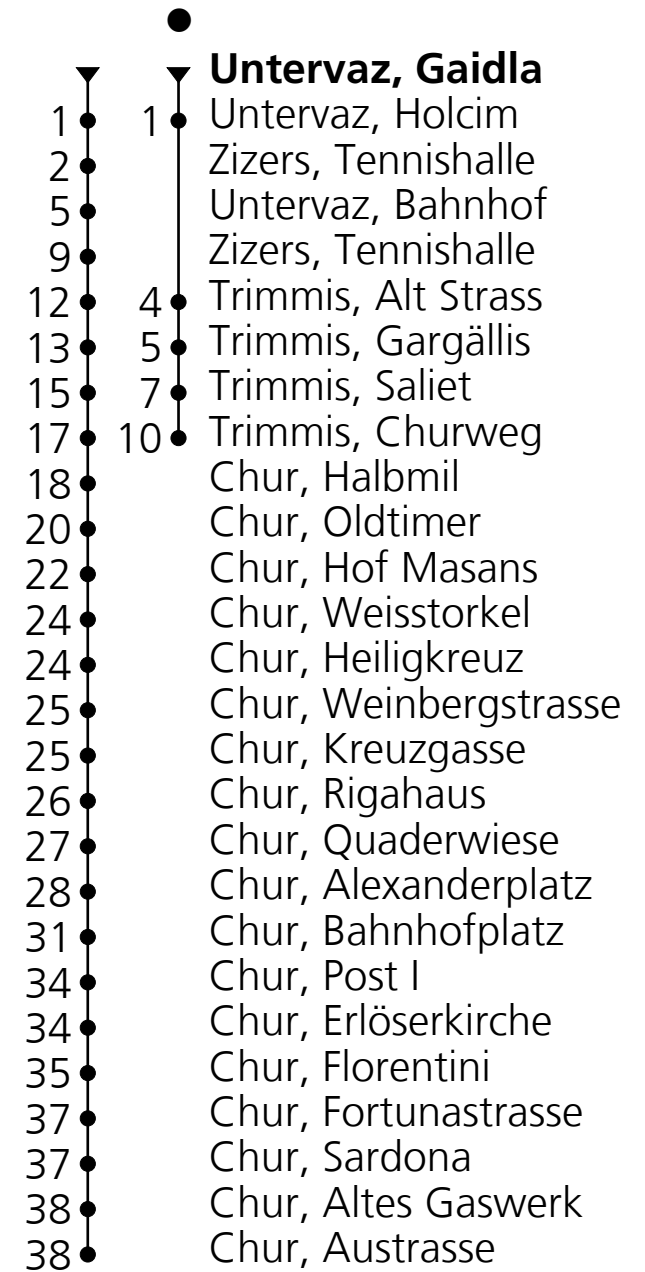 Untervaz, Gaidla
1 1 Untervaz, Holcim
2 Zizers, Tennishalle
5 Untervaz, Bahnhof
9 Zizers, Tennishalle
12 4 Trimmis, Alt Strass
13 5 Trimmis, Gargällis
15 7 Trimmis, Saliet
17 10 Trimmis, Churweg
18 Chur, Halbmil
20 Chur, Oldtimer
22 Chur, Hof Masans
24 Chur, Weisstorkel
24 Chur, Heiligkreuz
25 Chur, Weinbergstrasse
25 Chur, Kreuzgasse
26 Chur, Rigahaus
27 Chur, Quaderwiese
28 Chur, Alexanderplatz
31 Chur, Bahnhofplatz
34 Chur, Post I
34 Chur, Erlöserkirche
35 Chur, Florentini
37 Chur, Fortunastrasse
37 Chur, Sardona
38 Chur, Altes Gaswerk
38 Chur, Austrasse